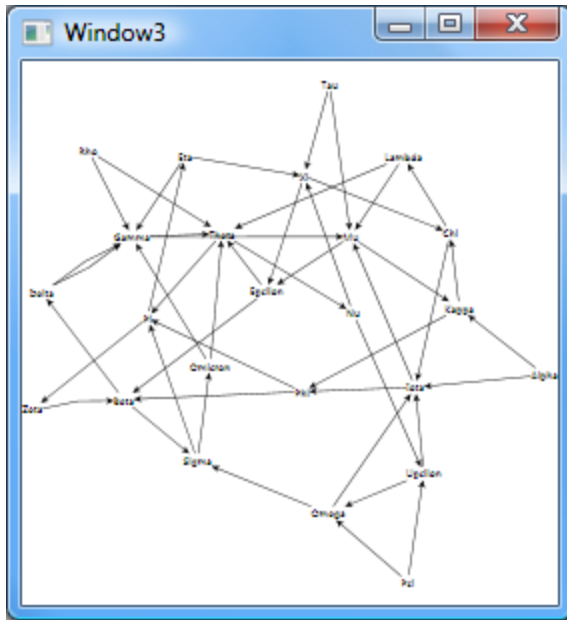 Window3
Tau
Rho
Eta
Lambda
Xi
Gamma
Theta
Mu
Chi
Delta
Epsilon
Nu
Kappa
Pi
Omicron
Alpha
Phi
Iota
Zeta
Beta
Sigma
Upsilon
Omega
Psi